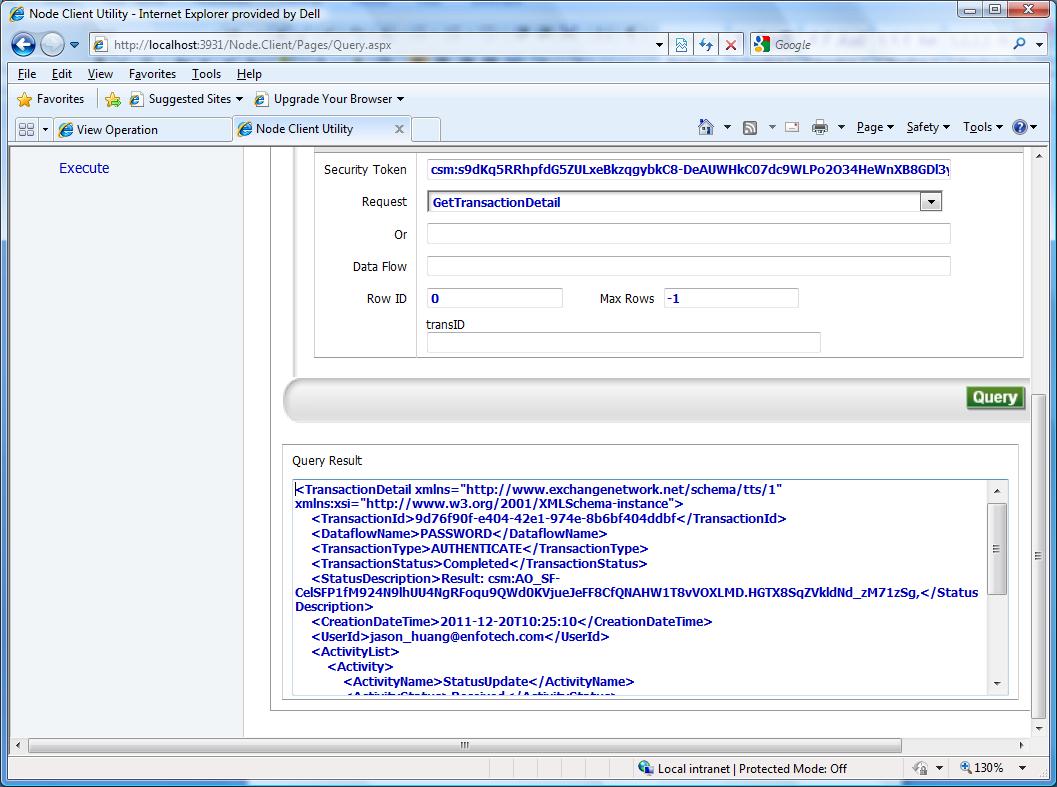 Node Client Utility - Internet Explorer provided by Dell
http://localhost:3931/Node.Client/Pages/Query.aspx
Google
File Edit View Favorites Tools Help
Favorites Suggested Sites Upgrade Your Browser
View Operation Node Client Utility Page Safety Tools
Execute
Security Token csm:s9dKq5RRhpfdG5ZULxeBkzqgybkC8-DeAUWHkC07dc9WLPo2O34HeWnXB8GDl3y
Request GetTransactionDetail
Or
Data Flow
Row ID 0 Max Rows -1
transID
Query
Query Result
<TransactionDetail xmlns="http://www.exchangenetwork.net/schema/tts/1"
xmlns:xsi="http://www.w3.org/2001/XMLSchema-instance">
<TransactionId>9d76f90f-e404-42e1-974e-8b6bf404ddbf</TransactionId>
<DataflowName>PASSWORD</DataflowName>
<TransactionType>AUTHENTICATE</TransactionType>
<TransactionStatus>Completed</TransactionStatus>
<StatusDescription>Result: csm:AO_SF-
CelSFP1fM924N9lhUU4NgRFoqu9QWd0KVjueJeFF8CfQNAHW1T8vVOXLMD.HGTX8SqZVkldNd_zM71zSg,</Status
Description>
<CreationDateTime>2011-12-20T10:25:10</CreationDateTime>
<UserId>jason_huang@enfotech.com</UserId>
<ActivityList>
<Activity>
<ActivityName>StatusUpdate</ActivityName>
<ActivityStatus>Received</ActivityStatus>
Local intranet | Protected Mode: Off
130%